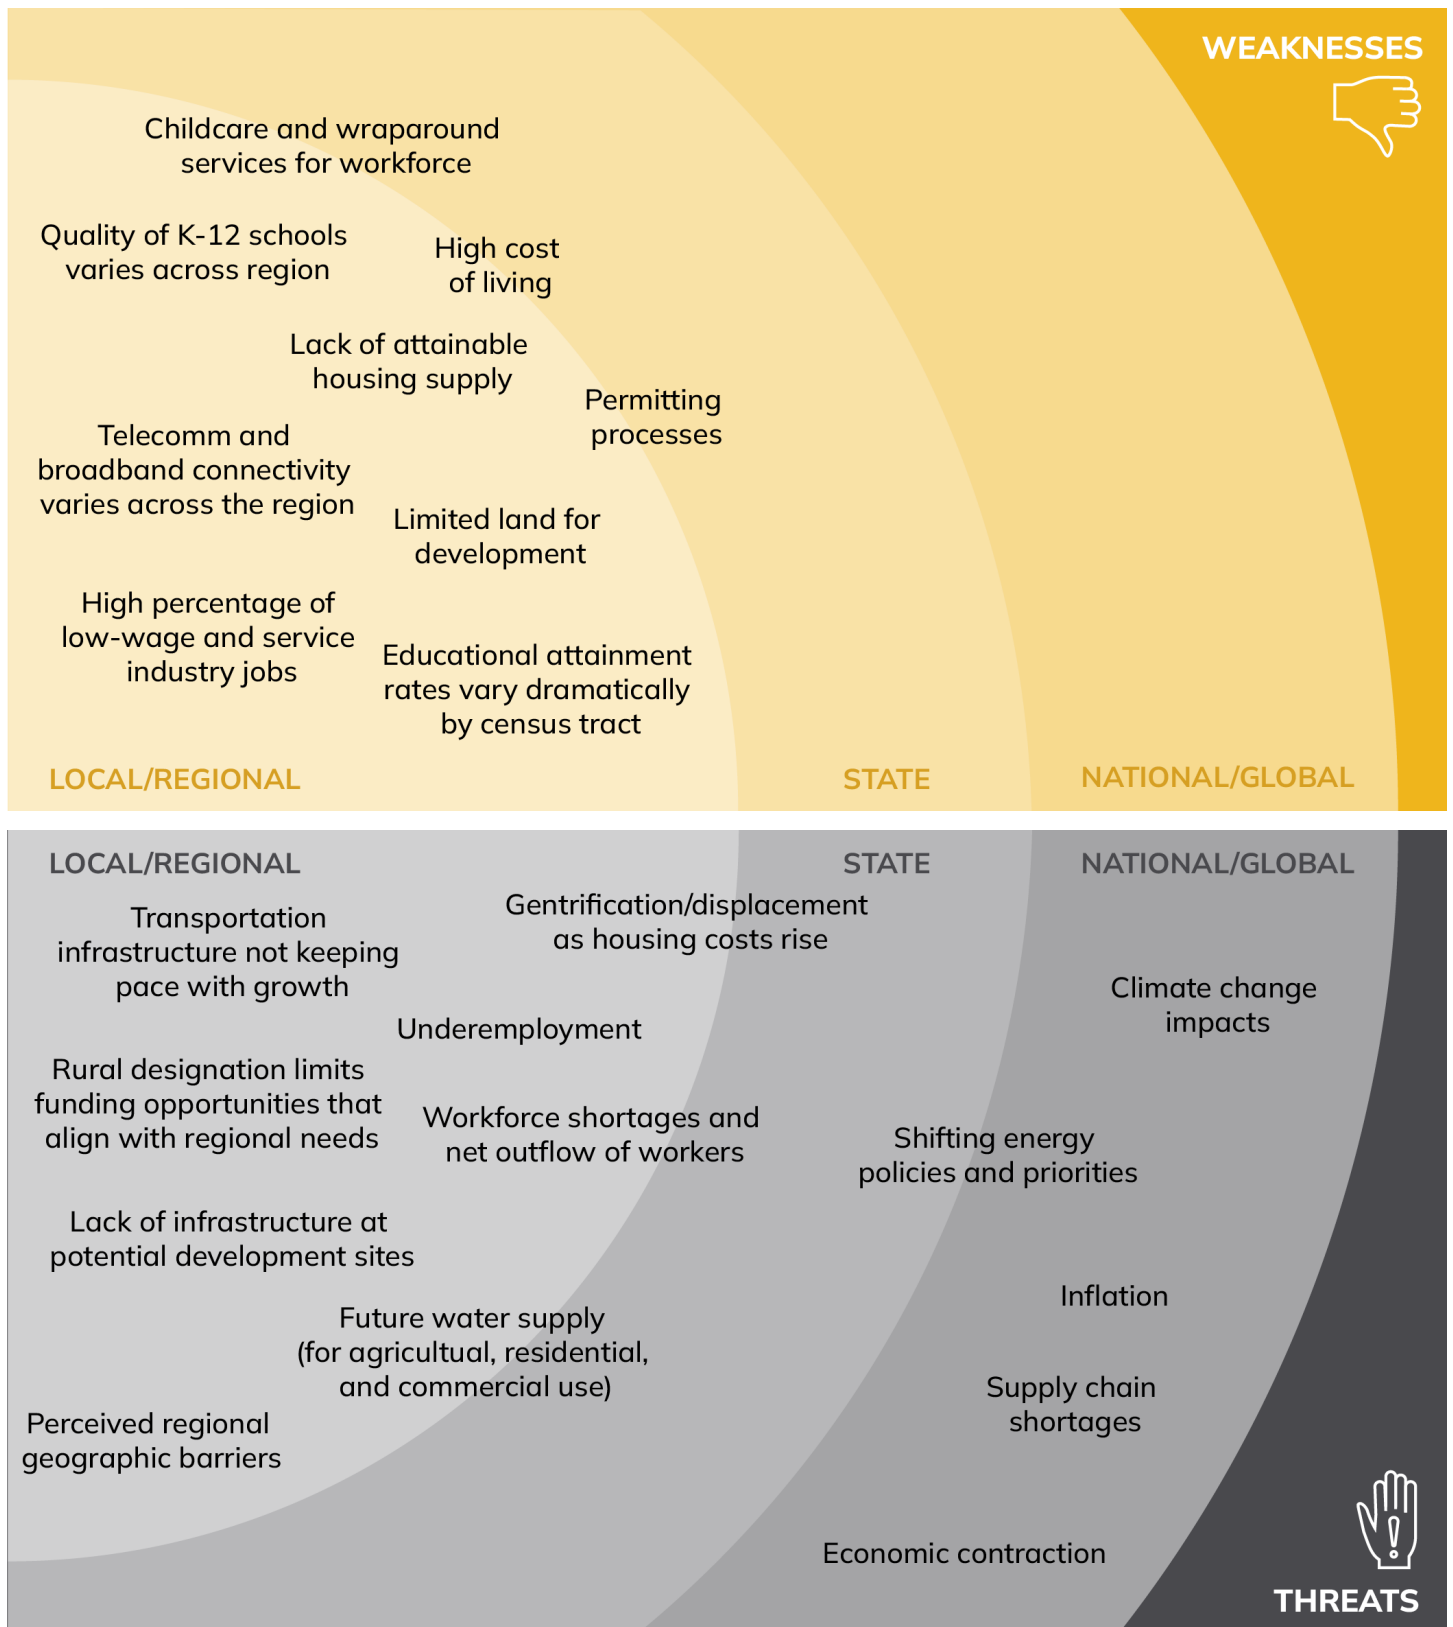 WEAKNESSES
Childcare and wraparound
services for workforce
Quality of K-12 schools
varies across region
High cost
of living
Lack of attainable
housing supply
Permitting
processes
Telecomm and
broadband connectivity
varies across the region
Limited land for
development
High percentage of
low-wage and service
industry jobs
Educational attainment
rates vary dramatically
by census tract
LOCAL/REGIONAL
STATE
NATIONAL/GLOBAL
LOCAL/REGIONAL
STATE
NATIONAL/GLOBAL
Transportation
infrastructure not keeping
pace with growth
Gentrification/displacement
as housing costs rise
Climate change
impacts
Underemployment
Rural designation limits
funding opportunities that
align with regional needs
Workforce shortages and
net outflow of workers
Shifting energy
policies and priorities
Lack of infrastructure at
potential development sites
Inflation
Future water supply
(for agricultual, residential,
and commercial use)
Supply chain
shortages
Perceived regional
geographic barriers
Economic contraction
THREATS